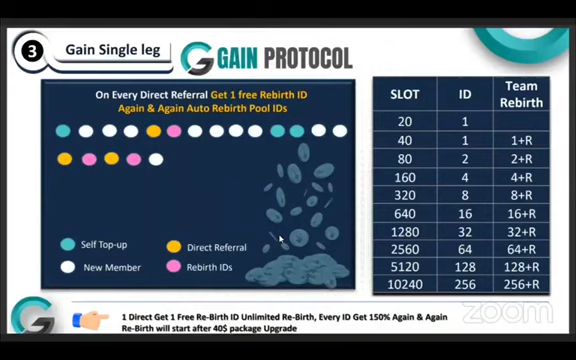 3
Gain Single leg
GAIN PROTOCOL
On Every Direct Referral Get 1 free Rebirth ID
Again & Again Auto Rebirth Pool IDs
Self Top-up
Direct Referral
New Member
Rebirth IDs
SLOT ID Team Rebirth
20 1
40 1 1+R
80 2 2+R
160 4 4+R
320 8 8+R
640 16 16+R
1280 32 32+R
2560 64 64+R
5120 128 128+R
10240 256 256+R
1 Direct Get 1 Free Re-Birth ID Unlimited Re-Birth, Every ID Get 150% Again & Again
Re-Birth will start after 40$ package Upgrade
zoom